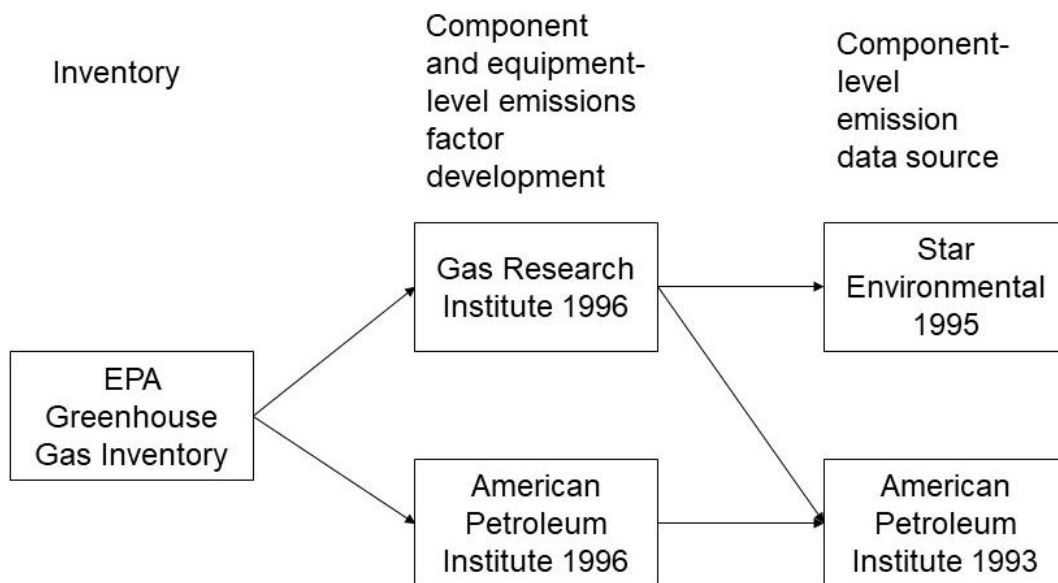 Inventory
Component
and equipment-
level emissions
factor
development
Component-
level
emission
data source
EPA
Greenhouse
Gas Inventory
Gas Research
Institute 1996
American
Petroleum
Institute 1996
Star
Environmental
1995
American
Petroleum
Institute 1993